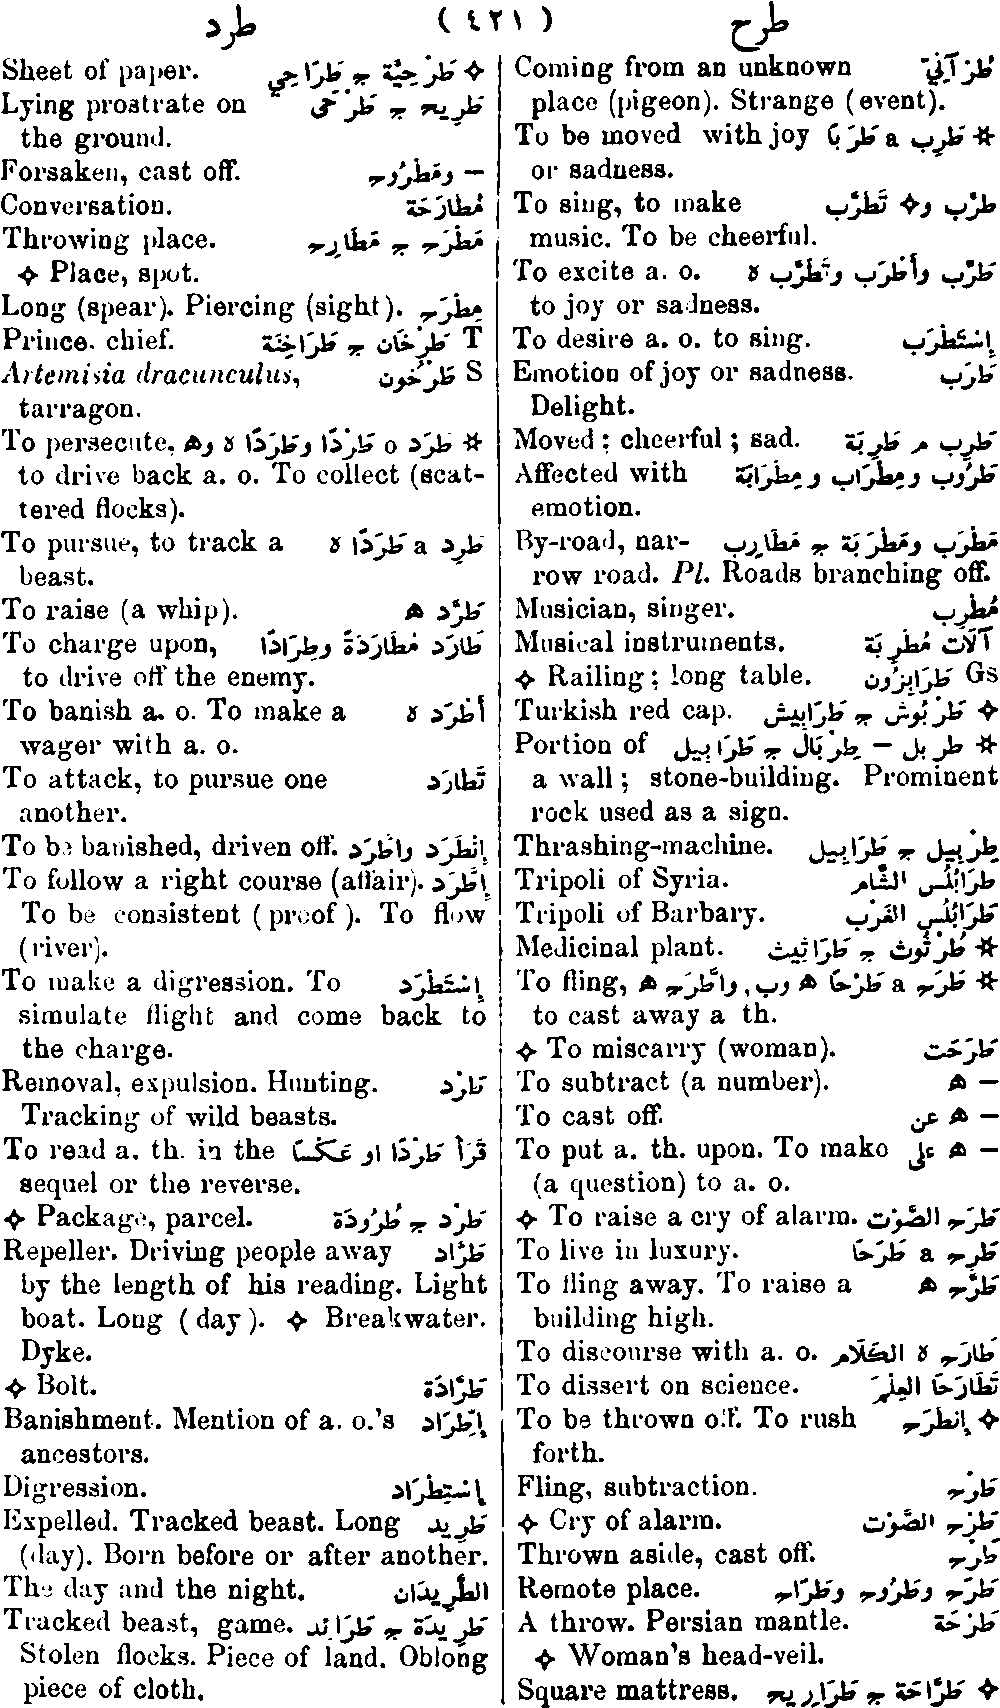 طرح ( ٤٢١ ) طرد
Coming from an unknown طُرْآنِيّ
place (pigeon). Strange (event).
To be moved with joy ✲ طَرِب a طَرَبًا
or sadness.
To sing, to make طرَّب و✧ تَطَرَّب
music. To be cheerful.
To excite a. o. طَرَّب وأَطْرَب وتَطَرَّب ه
to joy or sadness.
To desire a. o. to sing. إِسْتَطْرَب
Emotion of joy or sadness. طَرَب
Delight.
Moved; cheerful; sad. طَرِب م طَرِبَة
Affected with طَرُوب ومِطْرَاب ومِطْرَابَة
emotion.
By-road, nar- مَطْرَب ومَطْرَبَة ج مَطَارِب
row road. Pl. Roads branching off.
Musician, singer. مُطْرِب
Musical instruments. آلَات مُطْرِبَة
✧ Railing; long table. Gs طَرَابِزُون
Turkish red cap. ✧ طَرْبُوش ج طَرَابِيش
Portion of ✲ طربل – طِرْبَال ج طَرَابِيل
a wall; stone-building. Prominent
rock used as a sign.
Thrashing-machine. طِرْبِيل ج طَرَابِيل
Tripoli of Syria. طَرَابُلُس الشَّام
Tripoli of Barbary. طَرَابُلُس الغَرْب
Medicinal plant. ✲ طُرْثُوث ج طَرَاثِيث
To fling, ✲ طَرَح a طَرْحًا ه وب, واطَّرَح ه
to cast away a th.
✧ To miscarry (woman). طَرَحَت
To subtract (a number). – ه
To cast off. – ه عن
To put a. th. upon. To make – ه على
(a question) to a. o.
✧ To raise a cry of alarm. طَرَح الصَّوْت
To live in luxury. طَرِح a طَرَحًا
To fling away. To raise a طَرَّح ه
building high.
To discourse with a. o. طَارَح ه الكَلَام
To dissert on science. تَطَارَحَا العِلْمَ
To be thrown off. To rush ✧ إِنْطَرَح
forth.
Fling, subtraction. طَرْح
✧ Cry of alarm. طَرْح الصَّوْت
Thrown aside, cast off. طِرْح
Remote place. طَرَح وطَرُوح وطَرَاح
A throw. Persian mantle. طَرْحَة
✧ Woman's head-veil.
Square mattress. ✧ طَرَّاحَة ج طَرَارِيح
Sheet of paper. ✧ طَرْحِيَّة ج طَرَاحِي
Lying prostrate on طَرِيح ج طَرْحَى
the ground.
Forsaken, cast off. – ومَطْرُوح
Conversation. مُطَارَحَة
Throwing place. مَطْرَح ج مَطَارِح
✧ Place, spot.
Long (spear). Piercing (sight). مِطْرَح
Prince. chief. T طَرْخَان ج طَرَاخِنَة
Artemisia dracunculus, S طَرْخُون
tarragon.
To persecute, ✲ طَرَد o طَرْدًا وطَرَدًا ه وه
to drive back a. o. To collect (scat-
tered flocks).
To pursue, to track a طَرِد a طَرَدًا ه
beast.
To raise (a whip). طَرَّد ه
To charge upon, طَارَد مُطَارَدَةً وطِرَادًا
to drive off the enemy.
To banish a. o. To make a أَطْرَد ه
wager with a. o.
To attack, to pursue one تَطَارَد
another.
To be banished, driven off. إِنْطَرَد واطَّرَد
To follow a right course (affair). إِطَّرَد
To be consistent (proof). To flow
(river).
To make a digression. To إِسْتَطْرَد
simulate flight and come back to
the charge.
Removal, expulsion. Hunting. طَرْد
Tracking of wild beasts.
To read a. th. in the قَرَأَ طَرْدًا او عَكْسًا
sequel or the reverse.
✧ Package, parcel. طَرْد ج طُرُودَة
Repeller. Driving people away طَرَّاد
by the length of his reading. Light
boat. Long (day). ✧ Breakwater.
Dyke.
✧ Bolt. طَرَّادَة
Banishment. Mention of a. o.'s إِطِّرَاد
ancestors.
Digression. إِسْتِطْرَاد
Expelled. Tracked beast. Long طَرِيد
(day). Born before or after another.
The day and the night. الطَّرِيدَان
Tracked beast, game. طَرِيدَة ج طَرَائِد
Stolen flocks. Piece of land. Oblong
piece of cloth.